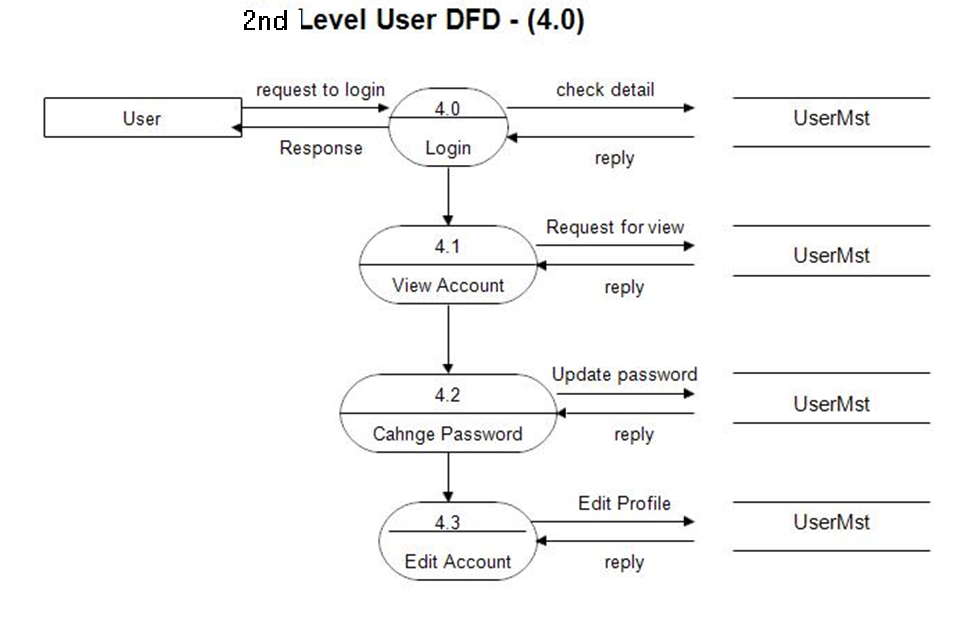 2nd Level User DFD - (4.0)
request to login
check detail
User
4.0
UserMst
Response
Login
reply
Request for view
4.1
UserMst
View Account
reply
Update password
4.2
UserMst
Cahnge Password
reply
Edit Profile
4.3
UserMst
Edit Account
reply